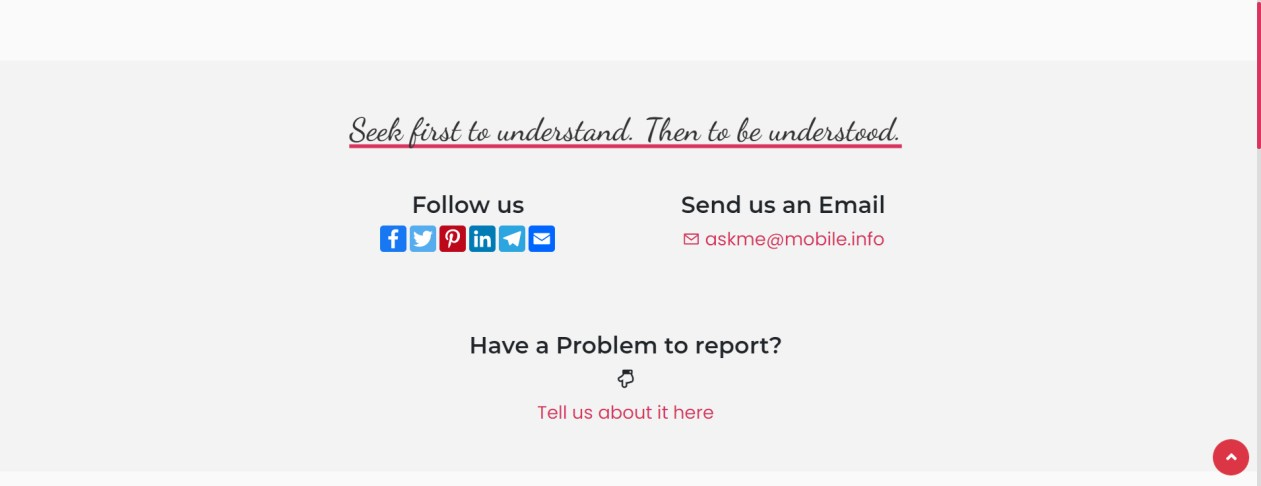 Seek first to understand. Then to be understood.
Follow us
Send us an Email
askme@mobile.info
Have a Problem to report?
Tell us about it here